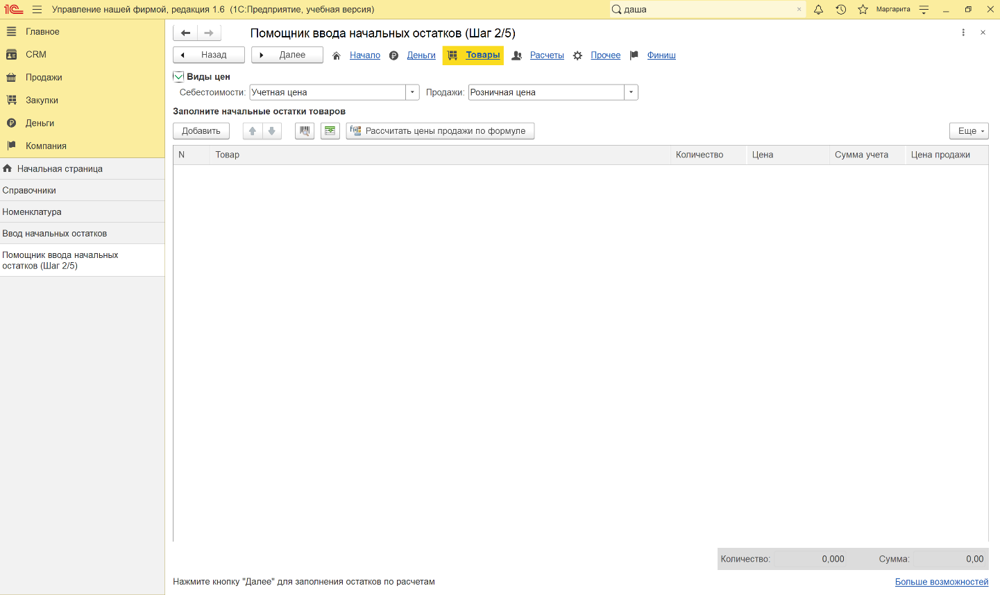 Управление нашей фирмой, редакция 1.6 (1С:Предприятие, учебная версия)
даша
Маргарита
Главное
CRM
Продажи
Закупки
Деньги
Компания
Начальная страница
Справочники
Номенклатура
Ввод начальных остатков
Помощник ввода начальных
остатков (Шаг 2/5)
Помощник ввода начальных остатков (Шаг 2/5)
Назад Далее Начало Деньги Товары Расчеты Прочее Финиш
Виды цен
Себестоимости: Учетная цена Продажи: Розничная цена
Заполните начальные остатки товаров
Добавить Рассчитать цены продажи по формуле Еще
N Товар Количество Цена Сумма учета Цена продажи
Количество: 0,000 Сумма: 0,00
Нажмите кнопку "Далее" для заполнения остатков по расчетам Больше возможностей